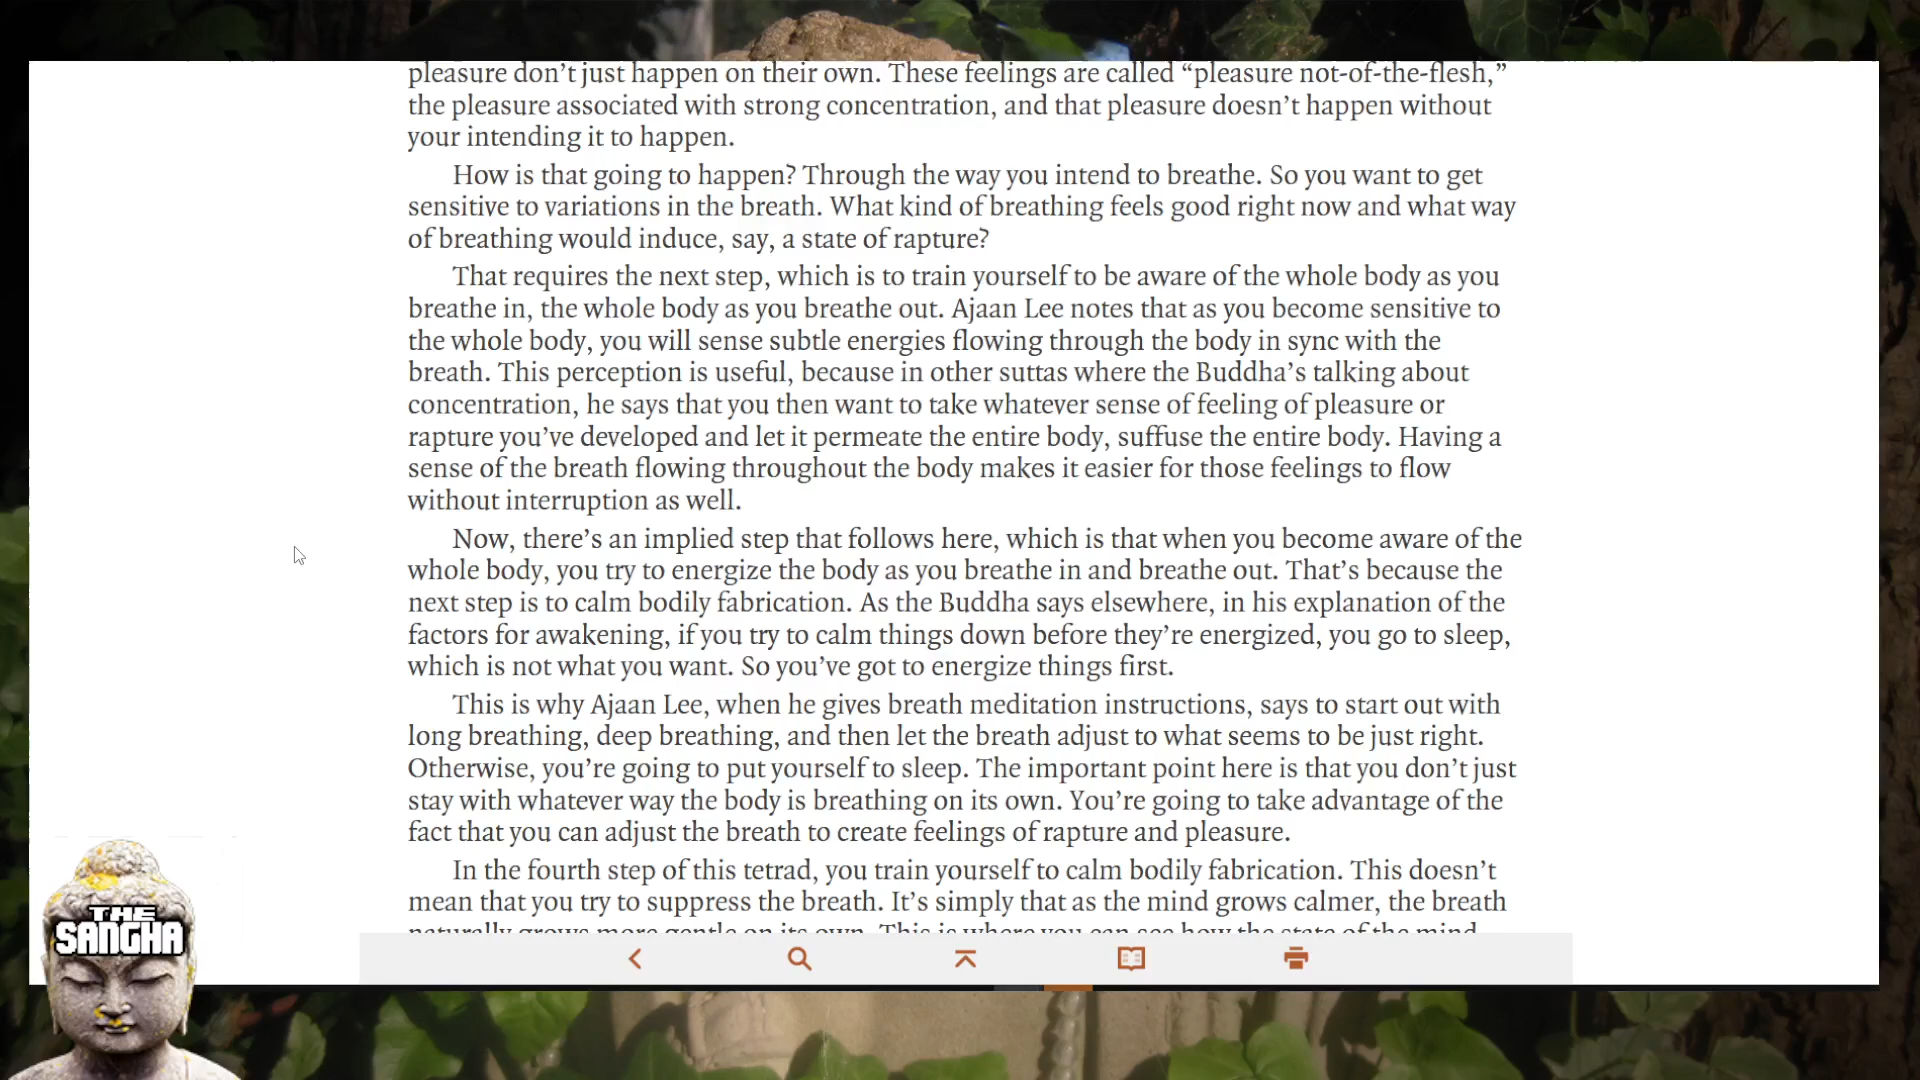 pleasure don’t just happen on their own. These feelings are called “pleasure not-of-the-flesh,”
the pleasure associated with strong concentration, and that pleasure doesn’t happen without
your intending it to happen.
How is that going to happen? Through the way you intend to breathe. So you want to get
sensitive to variations in the breath. What kind of breathing feels good right now and what way
of breathing would induce, say, a state of rapture?
That requires the next step, which is to train yourself to be aware of the whole body as you
breathe in, the whole body as you breathe out. Ajaan Lee notes that as you become sensitive to
the whole body, you will sense subtle energies flowing through the body in sync with the
breath. This perception is useful, because in other suttas where the Buddha’s talking about
concentration, he says that you then want to take whatever sense of feeling of pleasure or
rapture you’ve developed and let it permeate the entire body, suffuse the entire body. Having a
sense of the breath flowing throughout the body makes it easier for those feelings to flow
without interruption as well.
Now, there’s an implied step that follows here, which is that when you become aware of the
whole body, you try to energize the body as you breathe in and breathe out. That’s because the
next step is to calm bodily fabrication. As the Buddha says elsewhere, in his explanation of the
factors for awakening, if you try to calm things down before they’re energized, you go to sleep,
which is not what you want. So you’ve got to energize things first.
This is why Ajaan Lee, when he gives breath meditation instructions, says to start out with
long breathing, deep breathing, and then let the breath adjust to what seems to be just right.
Otherwise, you’re going to put yourself to sleep. The important point here is that you don’t just
stay with whatever way the body is breathing on its own. You’re going to take advantage of the
fact that you can adjust the breath to create feelings of rapture and pleasure.
In the fourth step of this tetrad, you train yourself to calm bodily fabrication. This doesn’t
mean that you try to suppress the breath. It’s simply that as the mind grows calmer, the breath
naturally grows more gentle on its own. This is where you can see how the state of the mind
THE
SANGHA